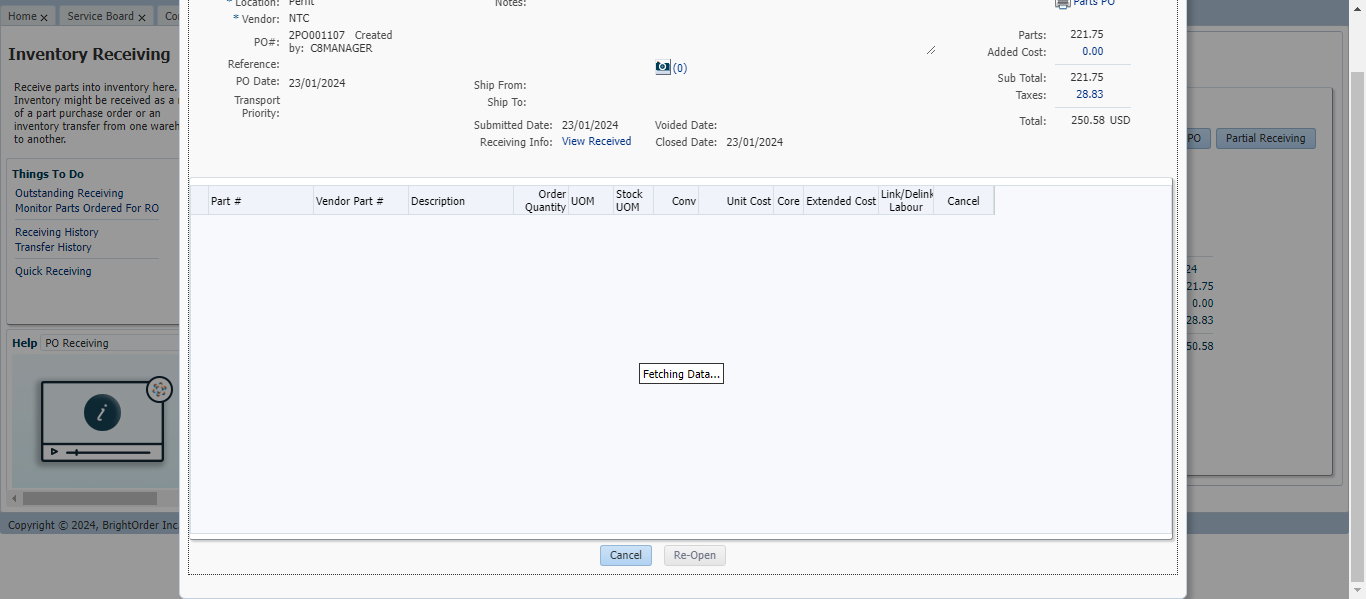 Home x Service Board x Co
Inventory Receiving
Receive parts into inventory here.
Inventory might be received as a
of a part purchase order or an
inventory transfer from one wareh
to another.
Things To Do
Outstanding Receiving
Monitor Parts Ordered For RO
Receiving History
Transfer History
Quick Receiving
Help PO Receiving
i
Copyright © 2024, BrightOrder Inc.
* Location:
* Vendor: NTC
PO#: 2PO001107 Created
by: C8MANAGER
Reference:
PO Date: 23/01/2024
Transport
Priority:
Notes:
(0)
Ship From:
Ship To:
Submitted Date: 23/01/2024 Voided Date:
Receiving Info: View Received Closed Date: 23/01/2024
Parts PO
Parts: 221.75
Added Cost: 0.00
Sub Total: 221.75
Taxes: 28.83
Total: 250.58 USD
Part # Vendor Part # Description Order Quantity UOM Stock UOM Conv Unit Cost Core Extended Cost Link/Delink Labour Cancel
Fetching Data...
Cancel Re-Open
PO Partial Receiving
24
21.75
0.00
28.83
50.58